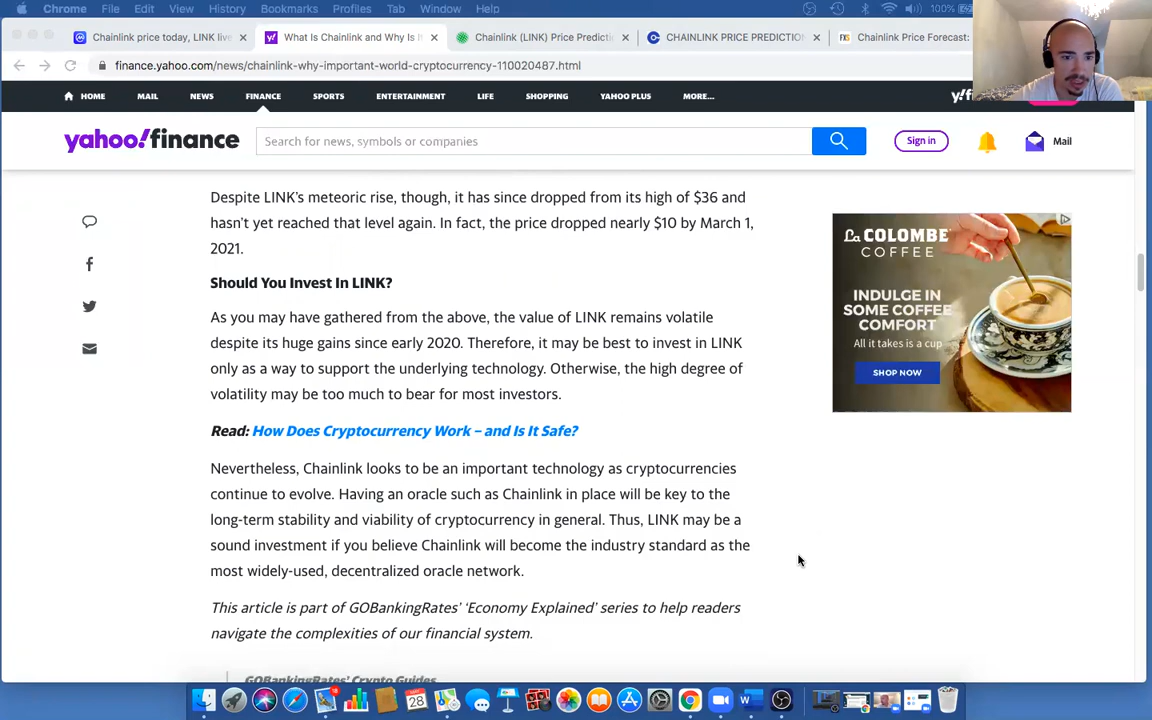 Chrome File Edit View History Bookmarks Profiles Tab Window Help 100%
Chainlink price today, LINK live
What Is Chainlink and Why Is
Chainlink (LINK) Price Predicti
CHAINLINK PRICE PREDICTIO
Chainlink Price Forecast:
finance.yahoo.com/news/chainlink-why-important-world-cryptocurrency-110020487.html
HOME MAIL NEWS FINANCE SPORTS ENTERTAINMENT LIFE SHOPPING YAHOO PLUS MORE...
yahoo!finance
Search for news, symbols or companies
Sign in
Mail
Despite LINK's meteoric rise, though, it has since dropped from its high of $36 and
hasn't yet reached that level again. In fact, the price dropped nearly $10 by March 1,
2021.
Should You Invest In LINK?
As you may have gathered from the above, the value of LINK remains volatile
despite its huge gains since early 2020. Therefore, it may be best to invest in LINK
only as a way to support the underlying technology. Otherwise, the high degree of
volatility may be too much to bear for most investors.
Read: How Does Cryptocurrency Work – and Is It Safe?
Nevertheless, Chainlink looks to be an important technology as cryptocurrencies
continue to evolve. Having an oracle such as Chainlink in place will be key to the
long-term stability and viability of cryptocurrency in general. Thus, LINK may be a
sound investment if you believe Chainlink will become the industry standard as the
most widely-used, decentralized oracle network.
This article is part of GOBankingRates' 'Economy Explained' series to help readers
navigate the complexities of our financial system.
GOBankingRates' Crypto Guides
La COLOMBE
COFFEE
INDULGE IN
SOME COFFEE
COMFORT
All it takes is a cup
SHOP NOW
28